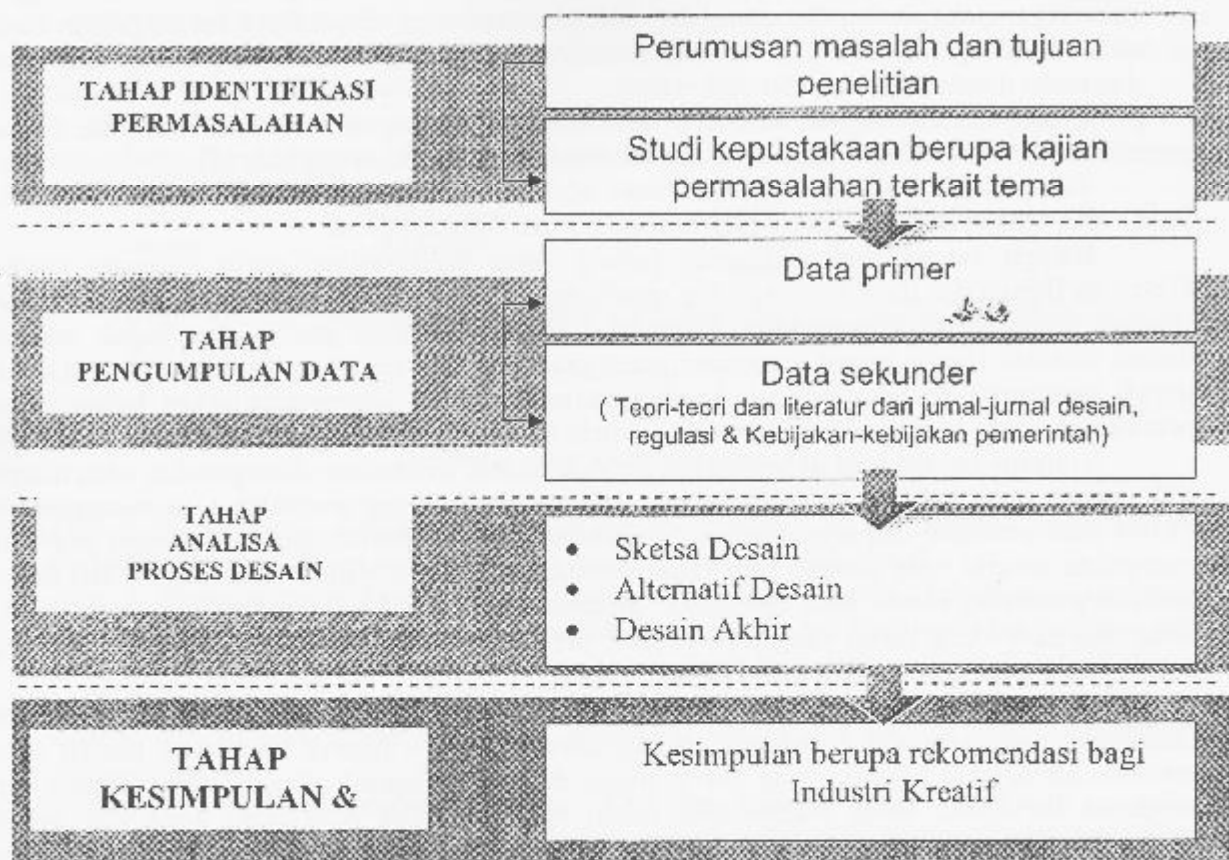 TAHAP IDENTIFIKASI
PERMASALAHAN
Perumusan masalah dan tujuan
penelitian
Studi kepustakaan berupa kajian
permasalahan terkait tema
TAHAP
PENGUMPULAN DATA
Data primer
Data sekunder
( Teori-teori dan literatur dari jurnal-jurnal desain,
regulasi & Kebijakan-kebijakan pemerintah)
TAHAP
ANALISA
PROSES DESAIN
• Sketsa Desain
• Alternatif Desain
• Desain Akhir
TAHAP
KESIMPULAN &
Kesimpulan berupa rekomendasi bagi
Industri Kreatif